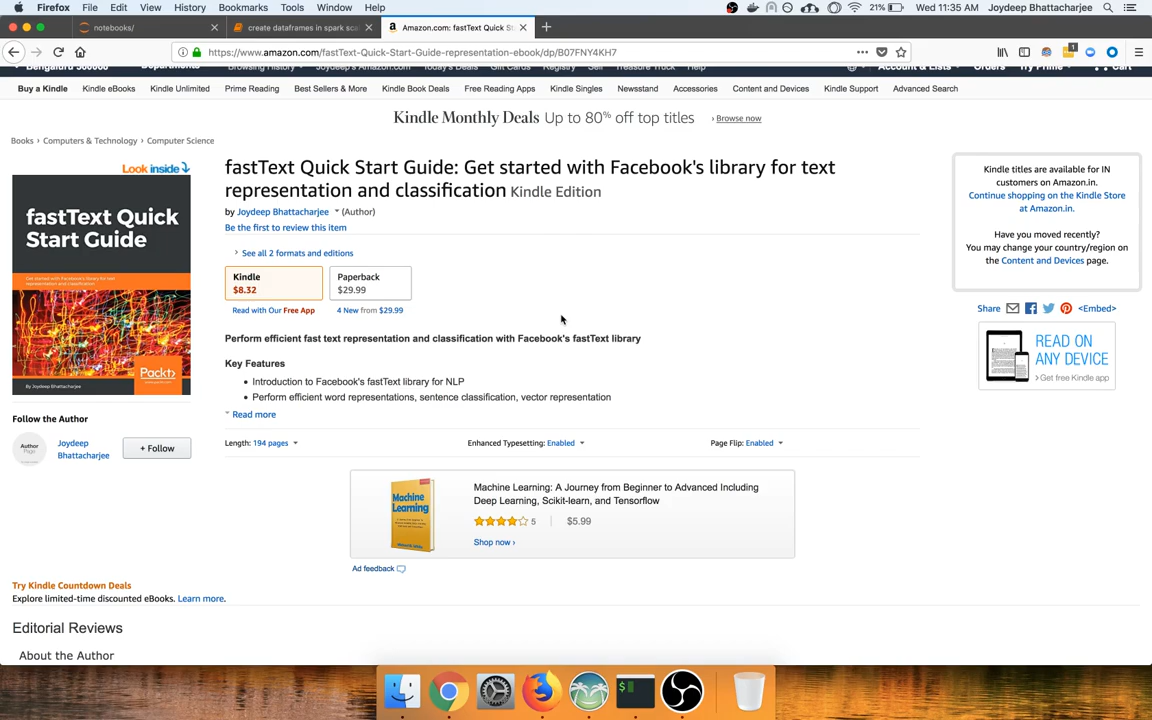 Firefox File Edit View History Bookmarks Tools Window Help 21% Wed 11:35 AM Joydeep Bhattacharjee
notebooks/ create dataframes in spark sca Amazon.com: fastText Quick St
https://www.amazon.com/fastText-Quick-Start-Guide-representation-ebook/dp/B07FNY4KH7
Buy a Kindle Kindle eBooks Kindle Unlimited Prime Reading Best Sellers & More Kindle Book Deals Free Reading Apps Kindle Singles Newsstand Accessories Content and Devices Kindle Support Advanced Search
Kindle Monthly Deals Up to 80% off top titles › Browse now
Books › Computers & Technology › Computer Science
Look inside
fastText Quick
Start Guide
Get started with Facebook's library for text
representation and classification
Packt>
www.packt.com
By Joydeep Bhattacharjee
Follow the Author
Author
Page
Joydeep
Bhattacharjee
+ Follow
fastText Quick Start Guide: Get started with Facebook's library for text
representation and classification Kindle Edition
by Joydeep Bhattacharjee (Author)
Be the first to review this item
See all 2 formats and editions
Kindle
$8.32
Paperback
$29.99
Read with Our Free App
4 New from $29.99
Perform efficient fast text representation and classification with Facebook's fastText library
Key Features
• Introduction to Facebook's fastText library for NLP
• Perform efficient word representations, sentence classification, vector representation
Read more
Length: 194 pages Enhanced Typesetting: Enabled Page Flip: Enabled
Machine Learning
Machine Learning: A Journey from Beginner to Advanced Including
Deep Learning, Scikit-learn, and Tensorflow
5 $5.99
Shop now ›
Ad feedback
Kindle titles are available for IN
customers on Amazon.in.
Continue shopping on the Kindle Store
at Amazon.in.
Have you moved recently?
You may change your country/region on
the Content and Devices page.
Share <Embed>
READ ON
ANY DEVICE
› Get free Kindle app
Try Kindle Countdown Deals
Explore limited-time discounted eBooks. Learn more.
Editorial Reviews
About the Author